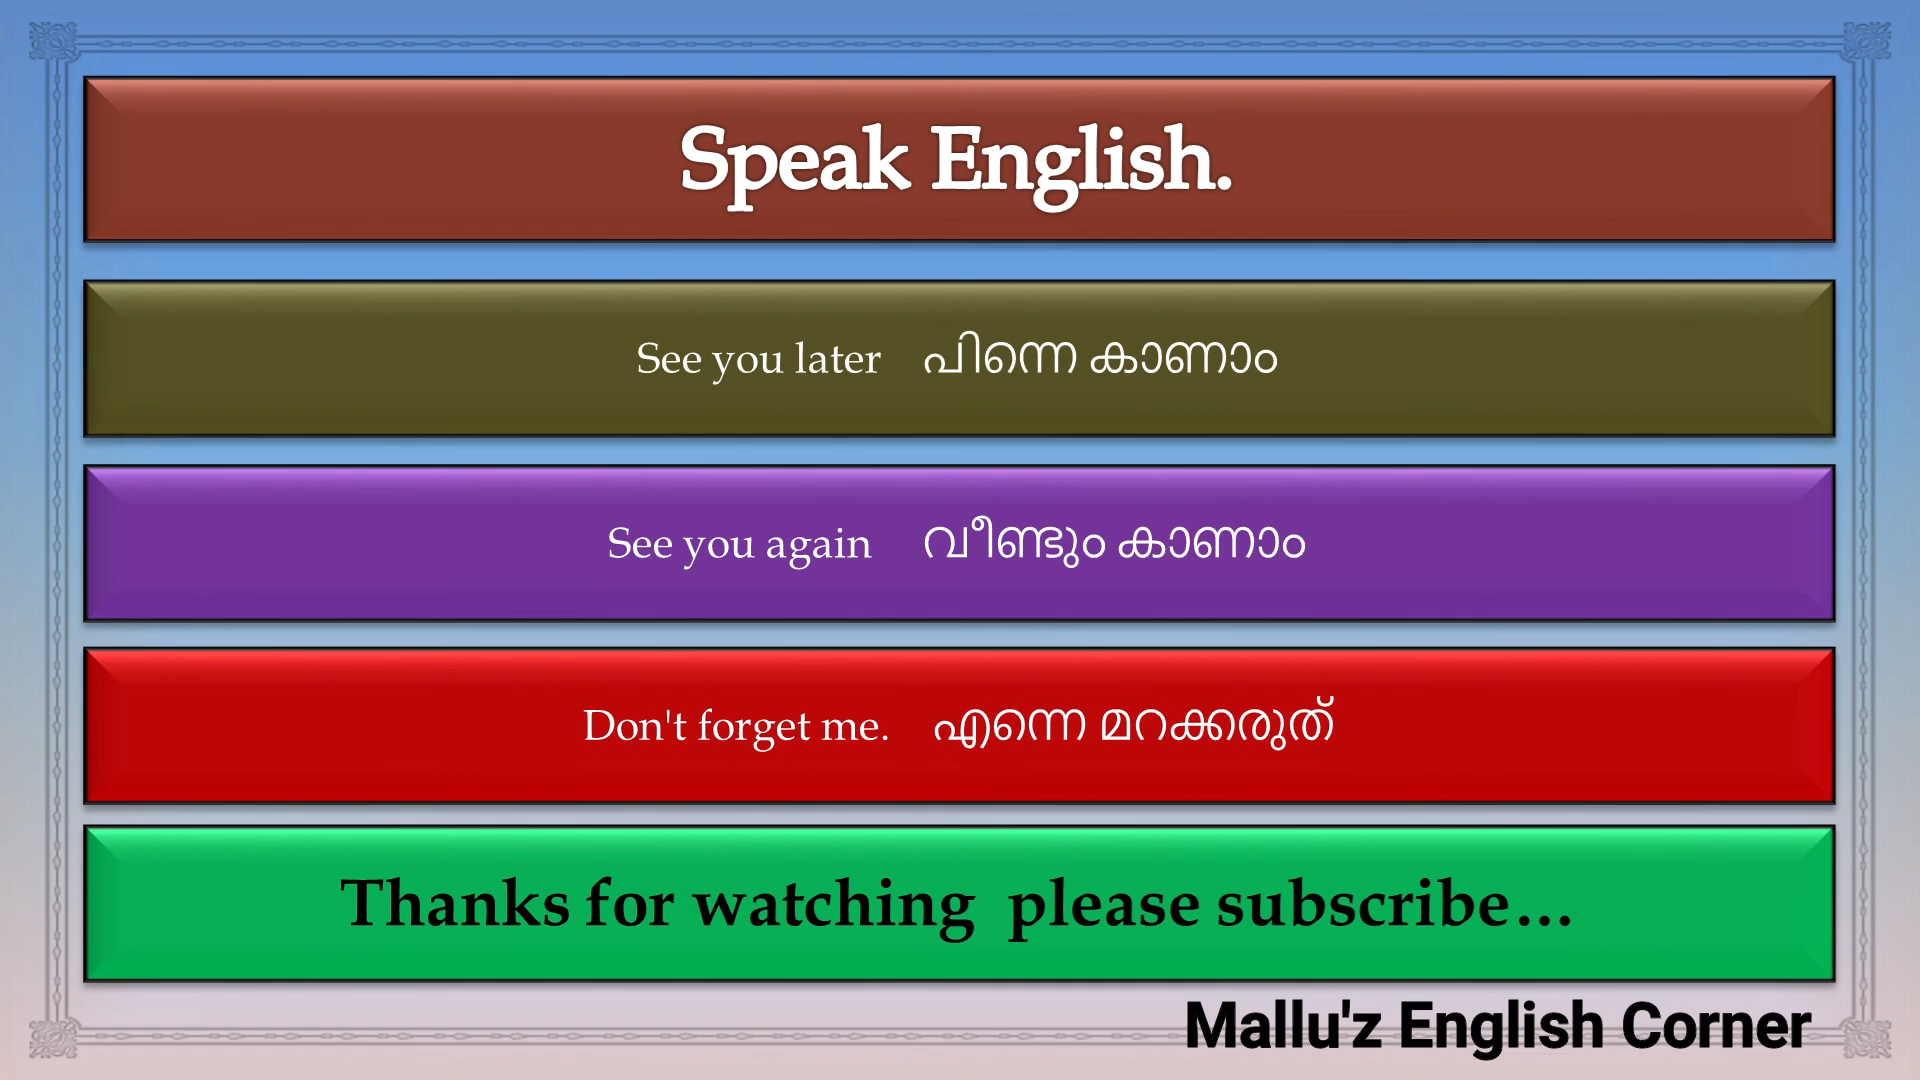 Speak English.
See you later പിന്നെ കാണാം
See you again വീണ്ടും കാണാം
Don't forget me. എന്നെ മറക്കരുത്
Thanks for watching please subscribe...
Mallu'z English Corner